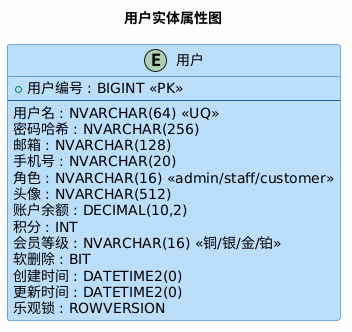 用户实体属性图
E 用户
+ 用户编号 : BIGINT «PK»
用户名 : NVARCHAR(64) «UQ»
密码哈希 : NVARCHAR(256)
邮箱 : NVARCHAR(128)
手机号 : NVARCHAR(20)
角色 : NVARCHAR(16) «admin/staff/customer»
头像 : NVARCHAR(512)
账户余额 : DECIMAL(10,2)
积分 : INT
会员等级 : NVARCHAR(16) «铜/银/金/铂»
软删除 : BIT
创建时间 : DATETIME2(0)
更新时间 : DATETIME2(0)
乐观锁 : ROWVERSION